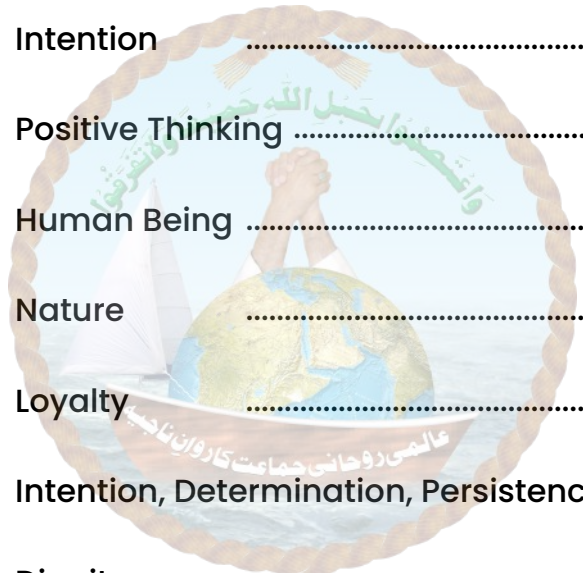 Intention ..........................................
واعتصموا بحبل الله جميعا ولا تفرقوا
Positive Thinking ..................................
Human Being ..........................................
Nature ..........................................
Loyalty ..........................................
عالمی روحانی جماعت کاروانِ ناجیہ
Intention, Determination, Persistenc